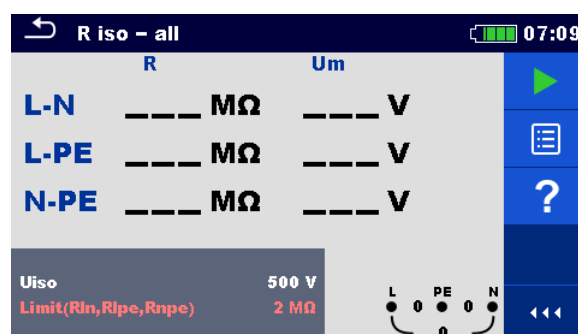 R iso – all 07:09
R Um
L-N ___ MΩ ___ V
L-PE ___ MΩ ___ V
N-PE ___ MΩ ___ V
?
Uiso 500 V
Limit(Rln,Rlpe,Rnpe) 2 MΩ
L PE N
0 0
0